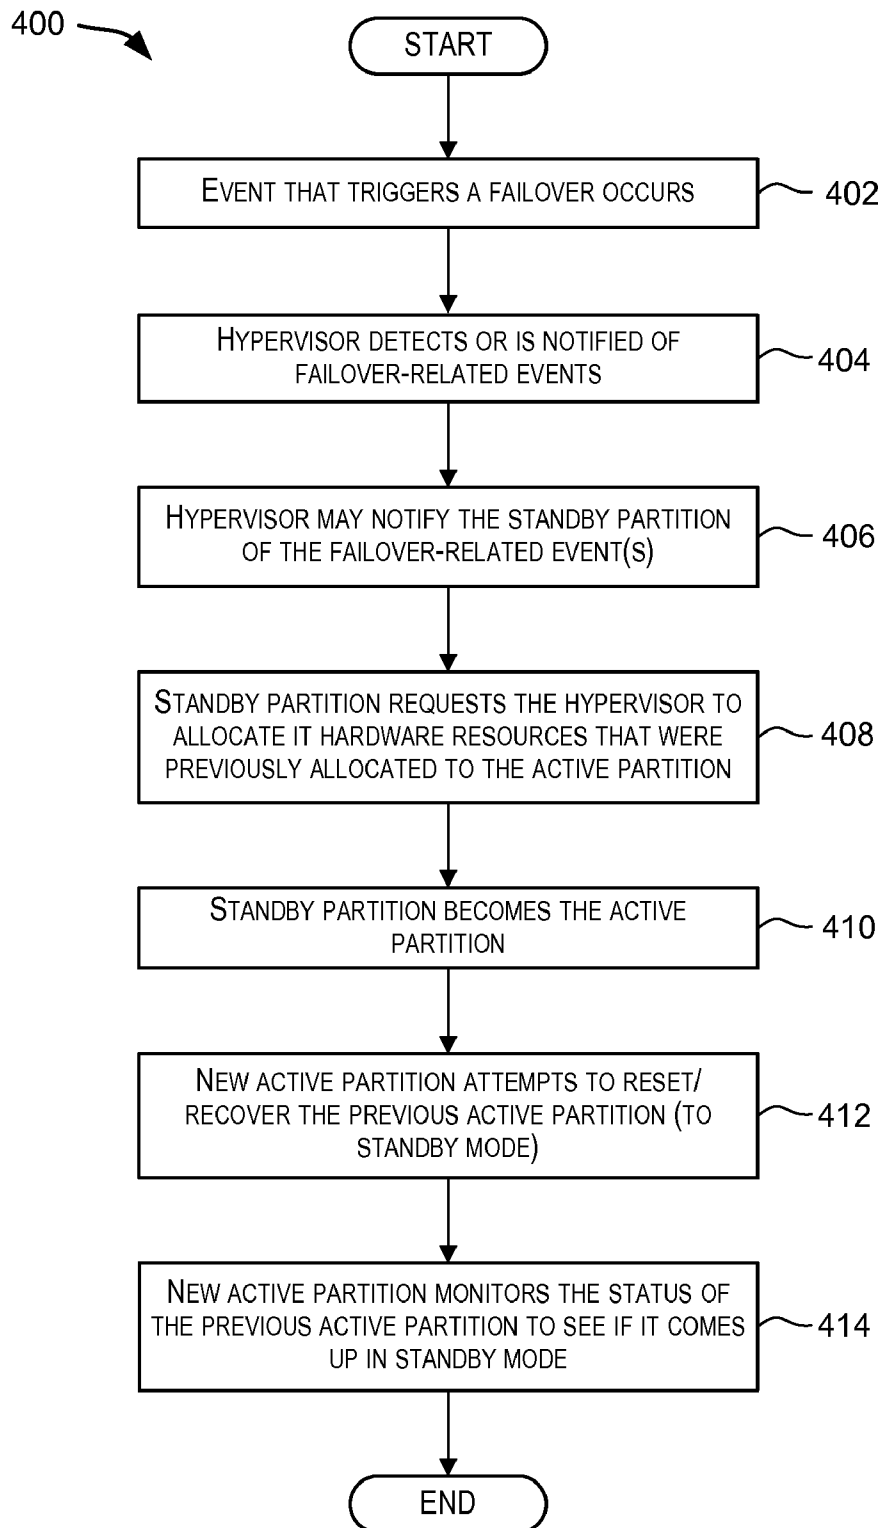 400
START
EVENT THAT TRIGGERS A FAILOVER OCCURS
402
HYPERVISOR DETECTS OR IS NOTIFIED OF
FAILOVER-RELATED EVENTS
404
HYPERVISOR MAY NOTIFY THE STANDBY PARTITION
OF THE FAILOVER-RELATED EVENT(S)
406
STANDBY PARTITION REQUESTS THE HYPERVISOR TO
ALLOCATE IT HARDWARE RESOURCES THAT WERE
PREVIOUSLY ALLOCATED TO THE ACTIVE PARTITION
408
STANDBY PARTITION BECOMES THE ACTIVE
PARTITION
410
NEW ACTIVE PARTITION ATTEMPTS TO RESET/
RECOVER THE PREVIOUS ACTIVE PARTITION (TO
STANDBY MODE)
412
NEW ACTIVE PARTITION MONITORS THE STATUS OF
THE PREVIOUS ACTIVE PARTITION TO SEE IF IT COMES
UP IN STANDBY MODE
414
END